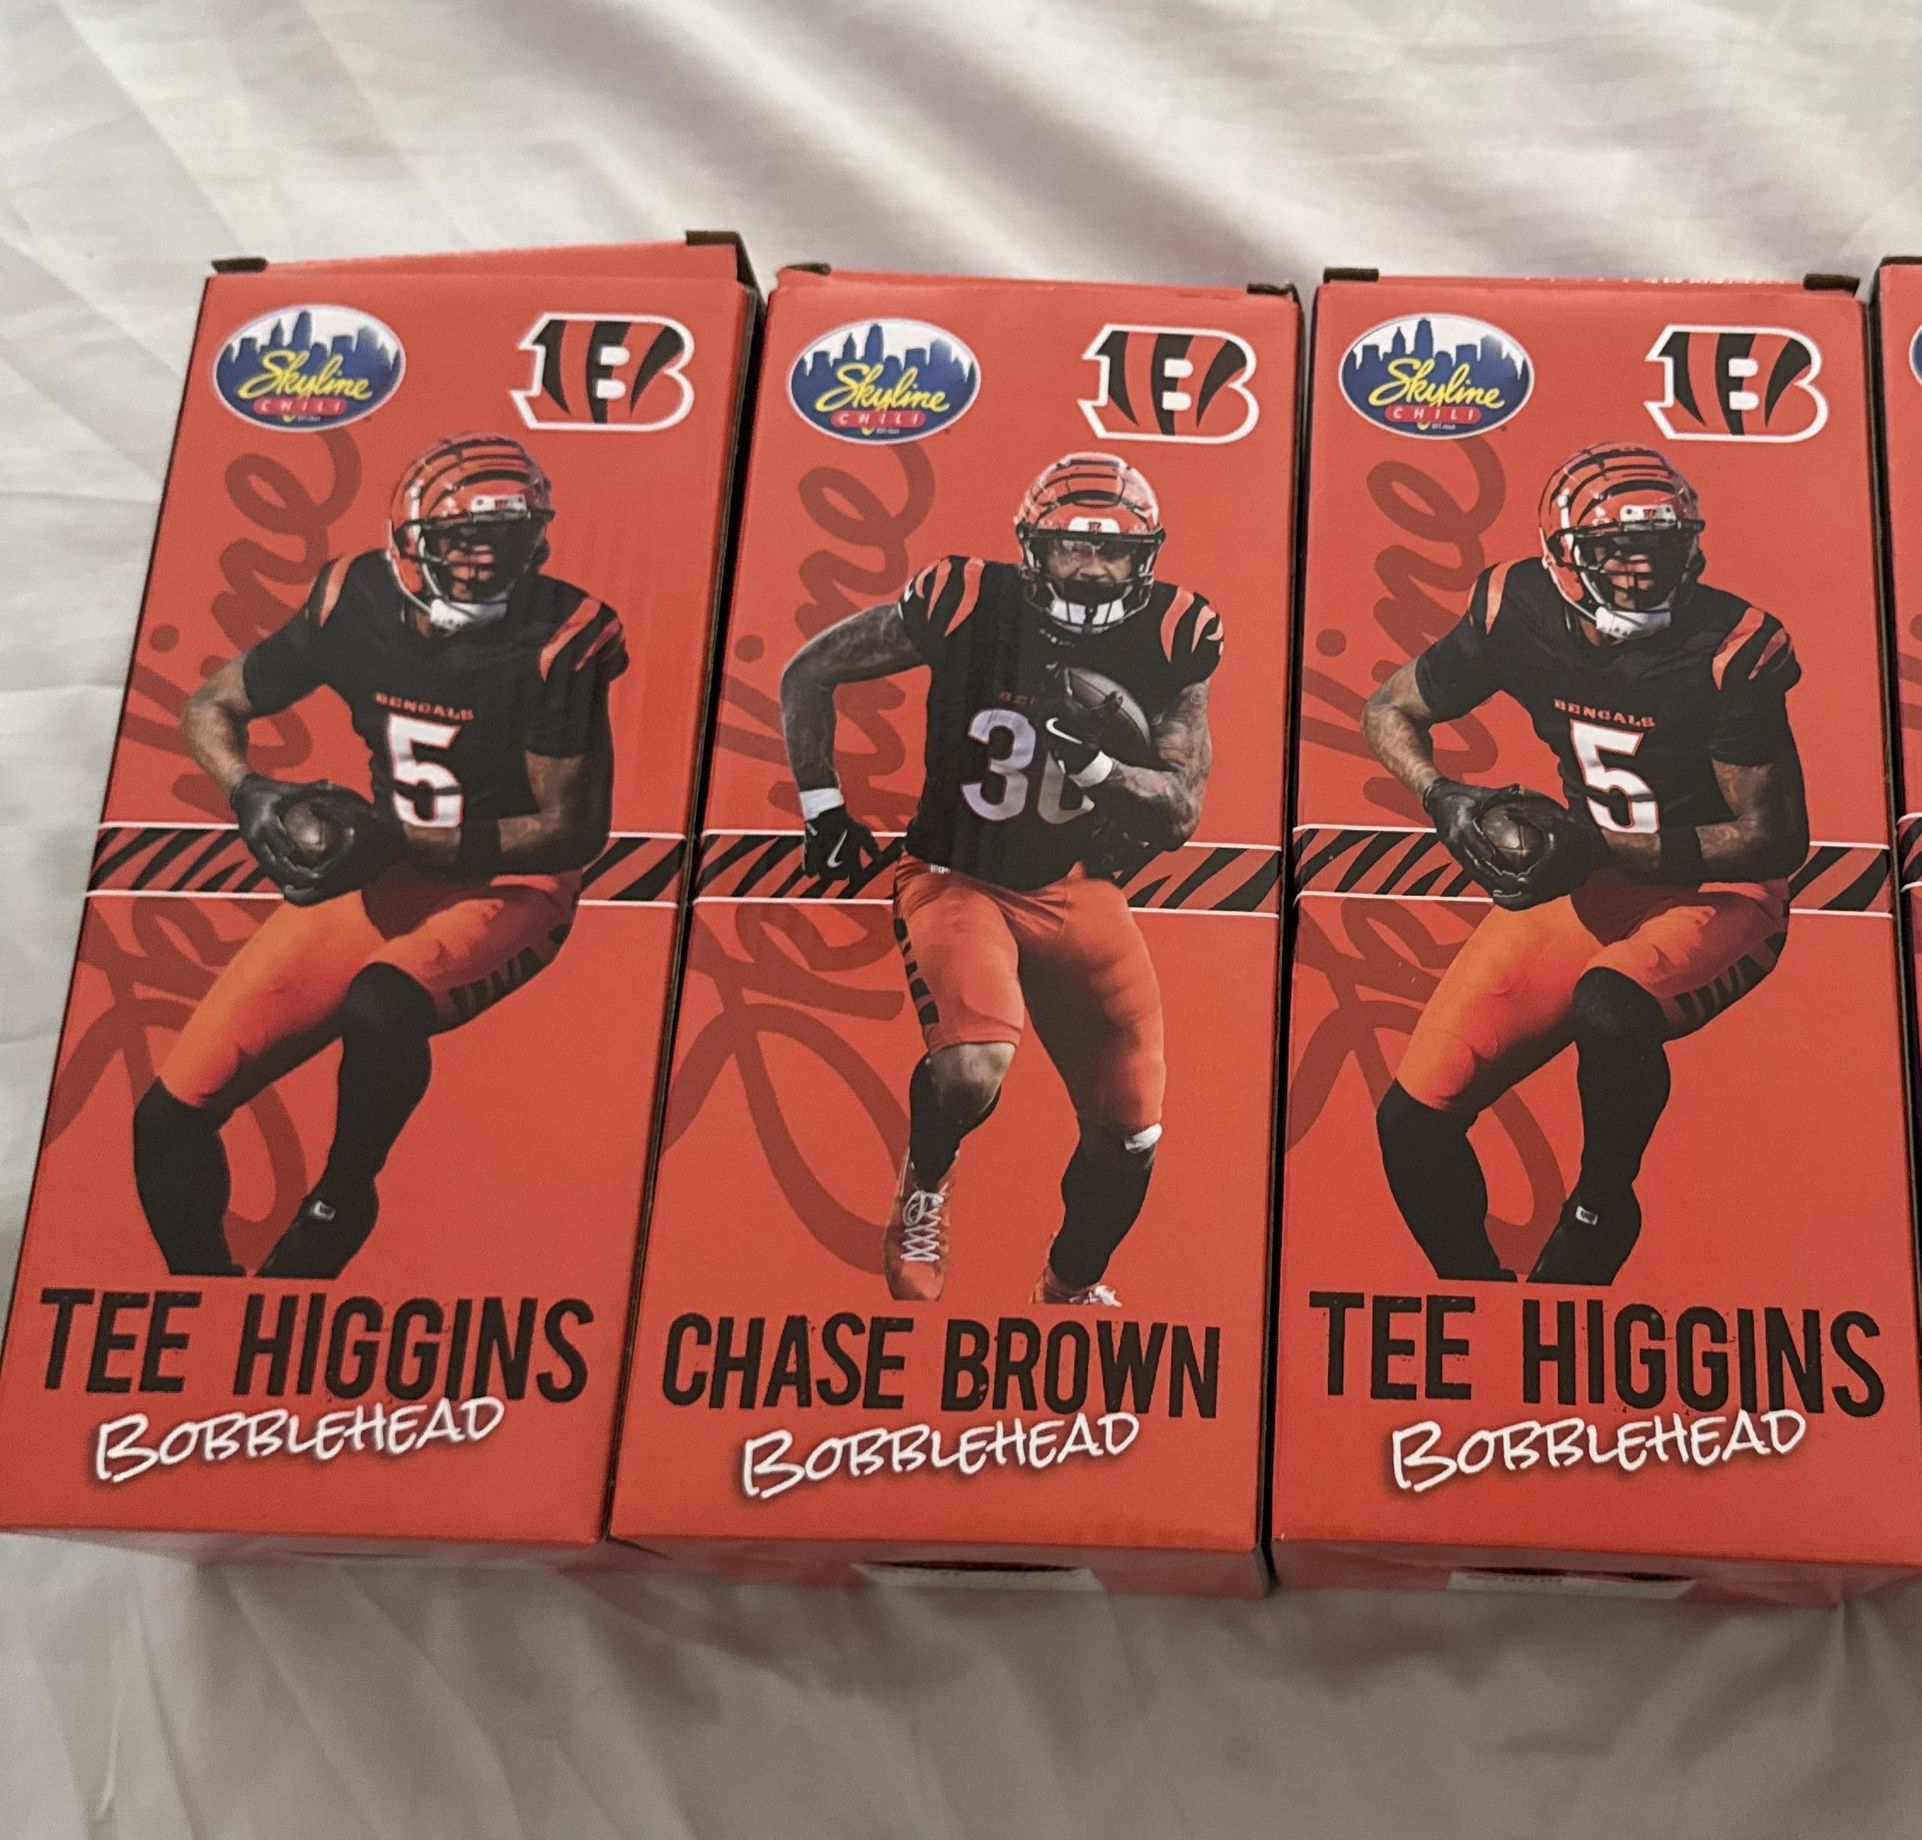 Skyline
CHILI
B
BENGALS
5
TEE HIGGINS
BOBBLEHEAD
Skyline
CHILI
B
30
CHASE BROWN
BOBBLEHEAD
Skyline
CHILI
B
BENGALS
5
TEE HIGGINS
BOBBLEHEAD